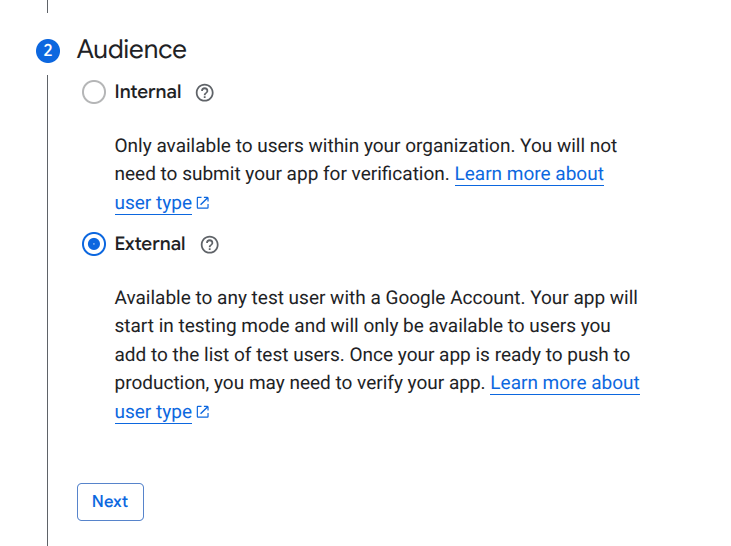 2 Audience
Internal ?
Only available to users within your organization. You will not
need to submit your app for verification. Learn more about
user type
External ?
Available to any test user with a Google Account. Your app will
start in testing mode and will only be available to users you
add to the list of test users. Once your app is ready to push to
production, you may need to verify your app. Learn more about
user type
Next